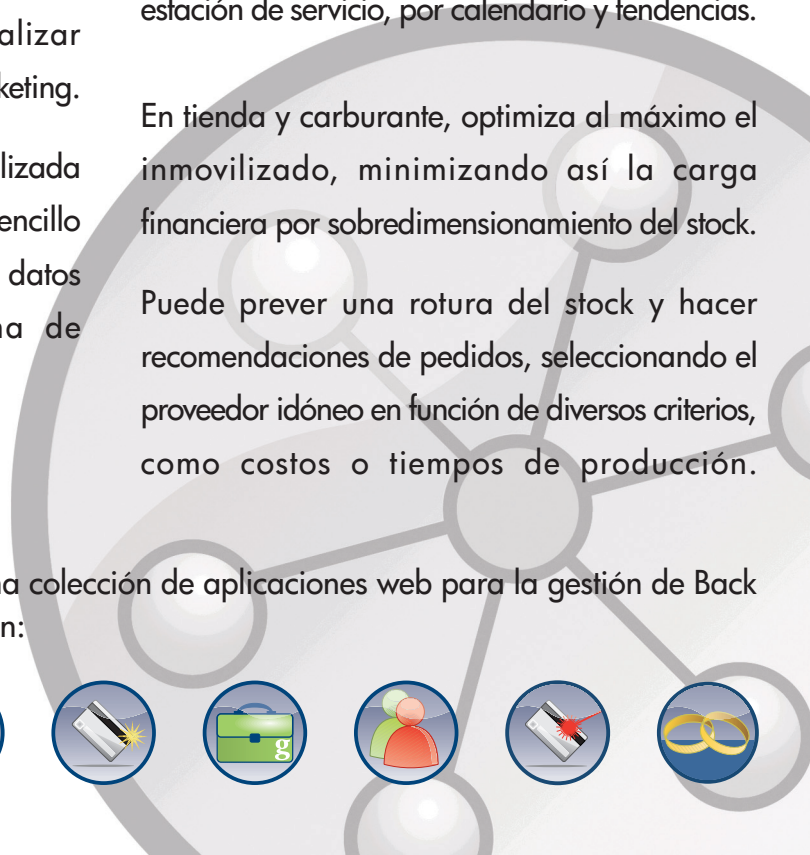 alizar
keting.
lizada
encillo
datos
na de
estación de servicio, por calendario y tendencias.
En tienda y carburante, optimiza al máximo el
inmovilizado, minimizando así la carga
financiera por sobredimensionamiento del stock.
Puede prever una rotura del stock y hacer
recomendaciones de pedidos, seleccionando el
proveedor idóneo en función de diversos criterios,
como costos o tiempos de producción.
na colección de aplicaciones web para la gestión de Back
n:
g